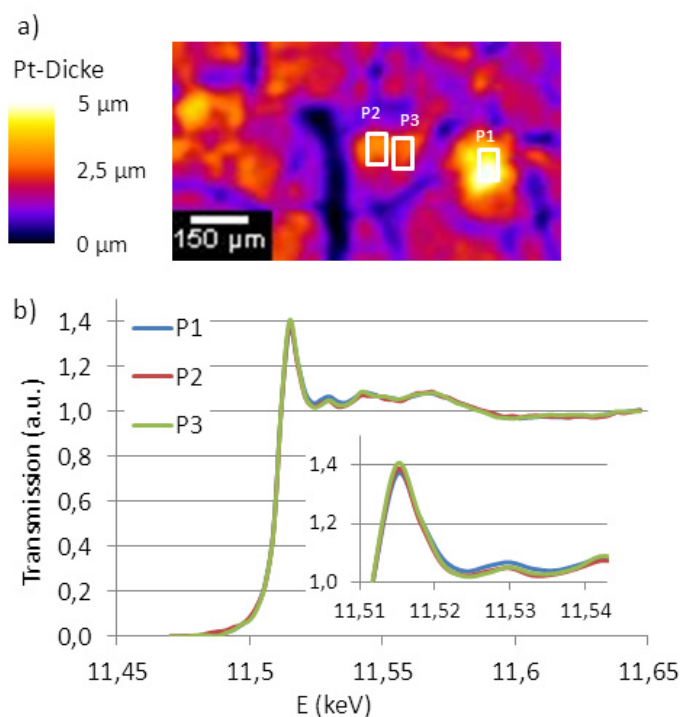 a)
Pt-Dicke
5 µm
2,5 µm
0 µm
P2
P3
P1
150 µm
b)
1,4
1,2
1,0
0,8
0,6
0,4
0,2
0,0
Transmission (a.u.)
P1
P2
P3
1,4
1,2
1,0
11,51
11,52
11,53
11,54
11,45
11,5
11,55
11,6
11,65
E (keV)